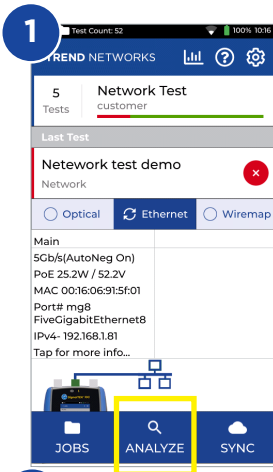 1
Test Count: 52
100% 10:16
TREND NETWORKS
5
Tests
Network Test
customer
Last Test
Netework test demo
Network
Optical
Ethernet
Wiremap
Main
5Gb/s(AutoNeg On)
PoE 25.2W / 52.2V
MAC 00:16:06:91:5f:01
Port# mg8
FiveGigabitEthernet8
IPv4- 192.168.1.81
Tap for more info...
JOBS
ANALYZE
SYNC